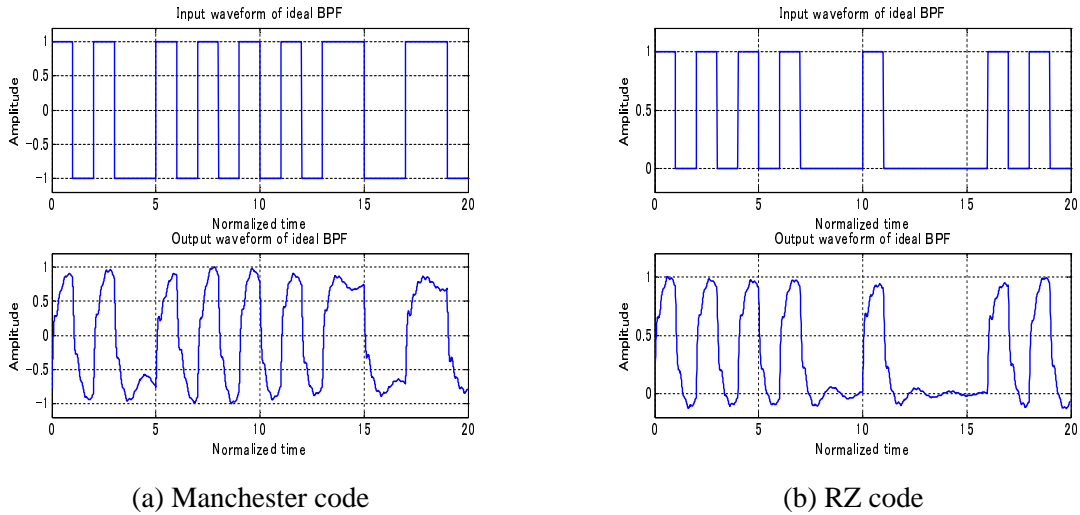 Input waveform of ideal BPF
Amplitude
1
0.5
0
-0.5
-1
0 5 10 15 20
Normalized time
Output waveform of ideal BPF
Amplitude
1
0.5
0
-0.5
-1
0 5 10 15 20
Normalized time
(a) Manchester code
Input waveform of ideal BPF
Amplitude
1
0.5
0
0 5 10 15 20
Normalized time
Output waveform of ideal BPF
Amplitude
1
0.5
0
0 5 10 15 20
Normalized time
(b) RZ code